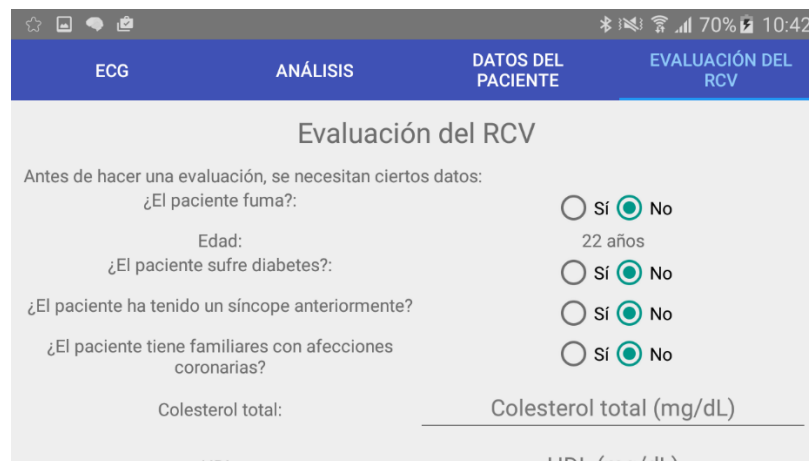 70% 10:42
ECG
ANÁLISIS
DATOS DEL
PACIENTE
EVALUACIÓN DEL
RCV
Evaluación del RCV
Antes de hacer una evaluación, se necesitan ciertos datos:
¿El paciente fuma?: Sí No
Edad: 22 años
¿El paciente sufre diabetes?: Sí No
¿El paciente ha tenido un síncope anteriormente? Sí No
¿El paciente tiene familiares con afecciones
coronarias? Sí No
Colesterol total: Colesterol total (mg/dL)